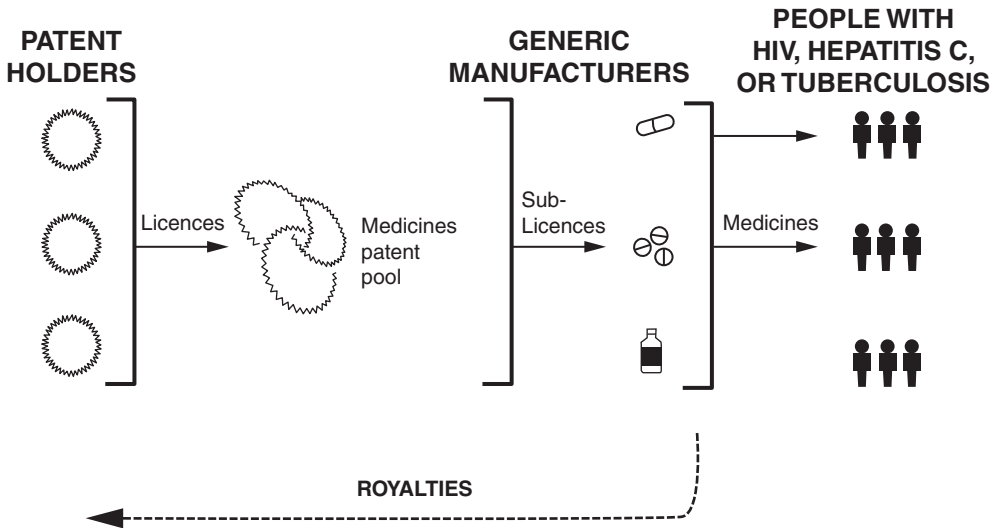 PATENT
HOLDERS
GENERIC
MANUFACTURERS
PEOPLE WITH
HIV, HEPATITIS C,
OR TUBERCULOSIS
Licences
Medicines
patent
pool
Sub-
Licences
Medicines
ROYALTIES